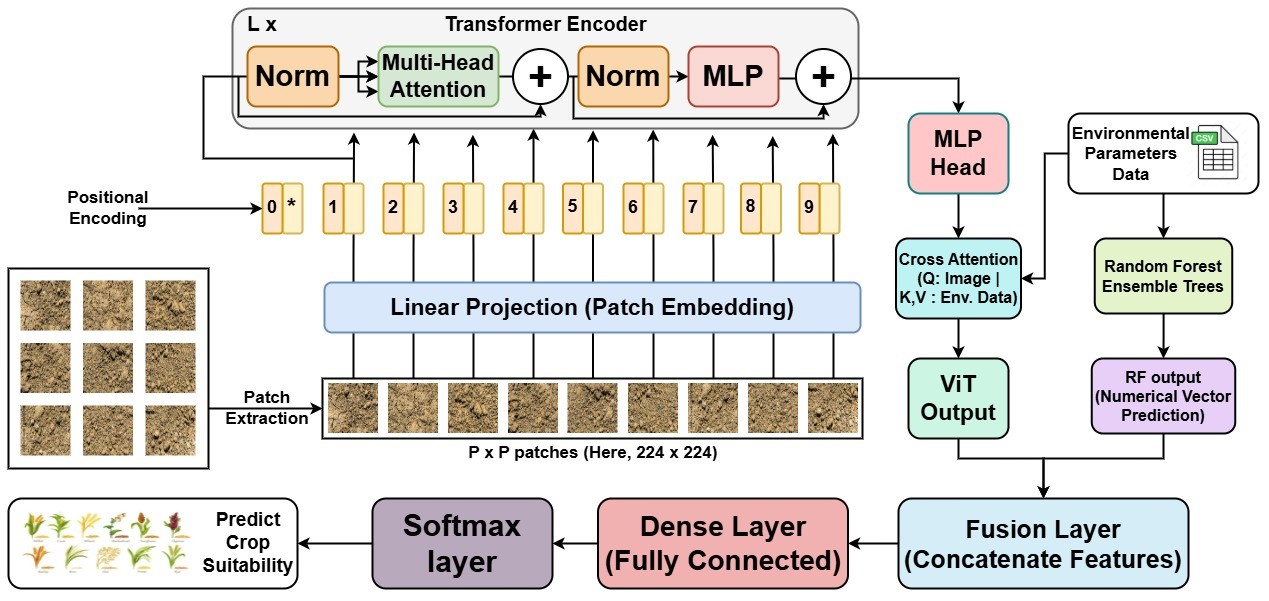 L x
Transformer Encoder
Norm
Multi-Head
Attention
+
Norm
MLP
+
MLP
Head
Environmental
Parameters
Data
CSV
Positional
Encoding
0 *
1
2
3
4
5
6
7
8
9
Cross Attention
(Q: Image |
K,V : Env. Data)
Random Forest
Ensemble Trees
Linear Projection (Patch Embedding)
Patch
Extraction
P x P patches (Here, 224 x 224)
ViT
Output
RF output
(Numerical Vector
Prediction)
Predict
Crop
Suitability
Softmax
layer
Dense Layer
(Fully Connected)
Fusion Layer
(Concatenate Features)